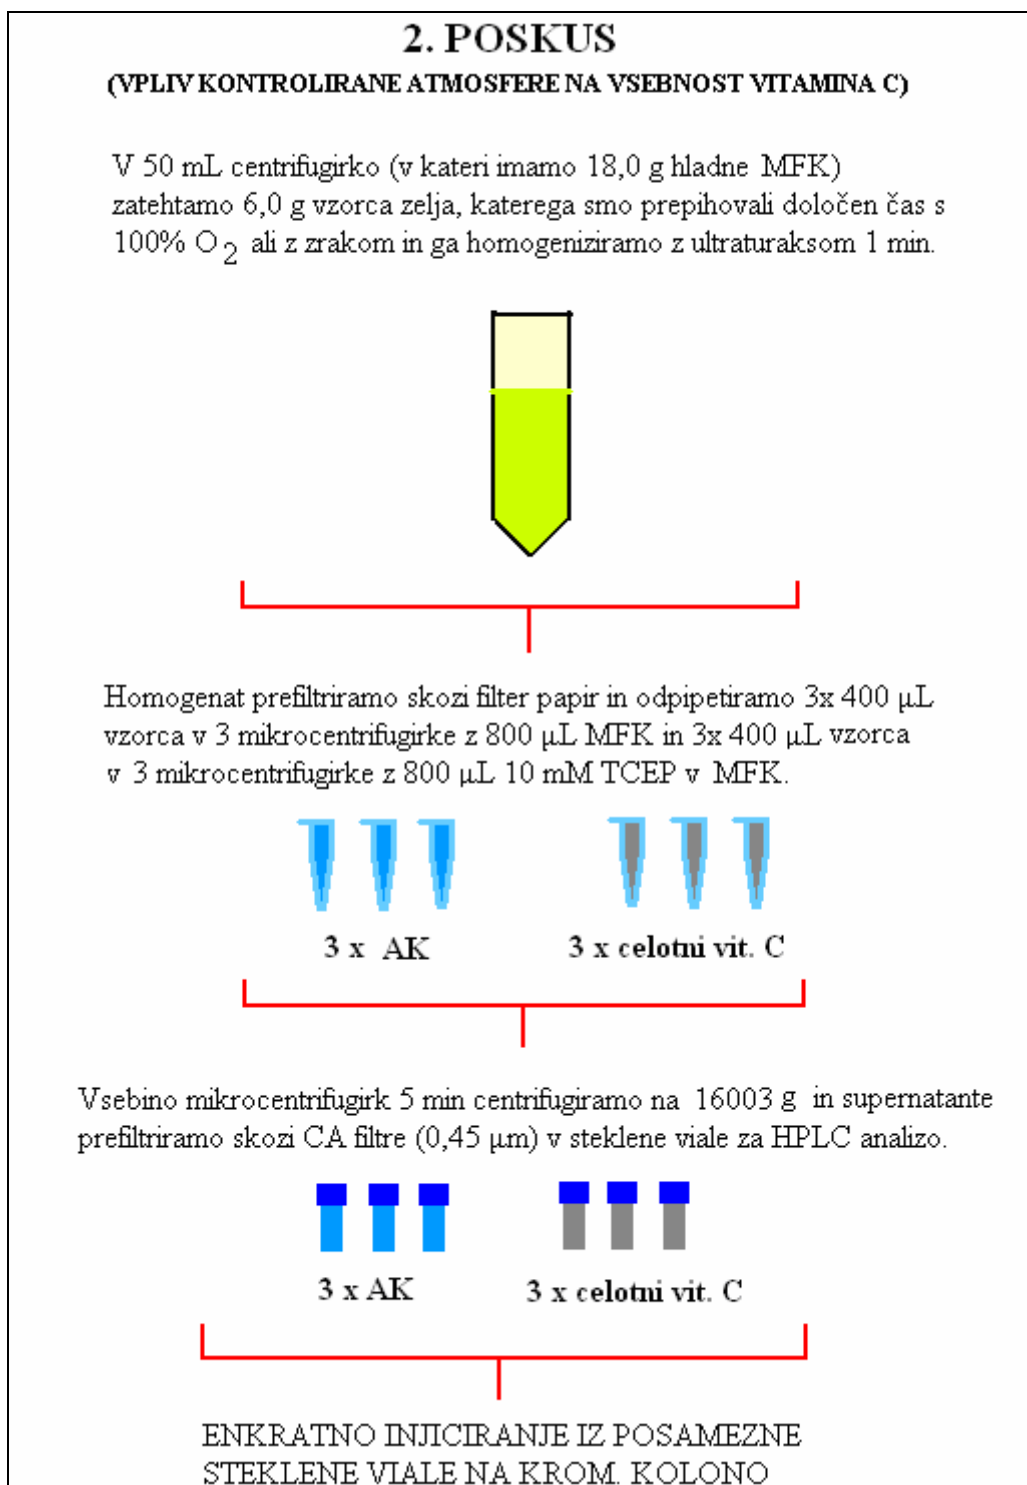 2. POSKUS
(VPLIV KONTROLIRANE ATMOSFERE NA VSEBNOST VITAMINA C)
V 50 mL centrifugirko (v kateri imamo 18,0 g hladne MFK)
zatehtamo 6,0 g vzorca zelja, katerega smo prepihovali določen čas s
100% O2 ali z zrakom in ga homogeniziramo z ultraturaksom 1 min.
Homogenat prefiltriramo skozi filter papir in odpipetiramo 3x 400 µL
vzorca v 3 mikrocentrifugirke z 800 µL MFK in 3x 400 µL vzorca
v 3 mikrocentrifugirke z 800 µL 10 mM TCEP v MFK.
3 x AK 3 x celotni vit. C
Vsebino mikrocentrifugirk 5 min centrifugiramo na 16003 g in supernatante
prefiltriramo skozi CA filtre (0,45 µm) v steklene viale za HPLC analizo.
3 x AK 3 x celotni vit. C
ENKRATNO INJICIRANJE IZ POSAMEZNE
STEKLENE VIALE NA KROM. KOLONO